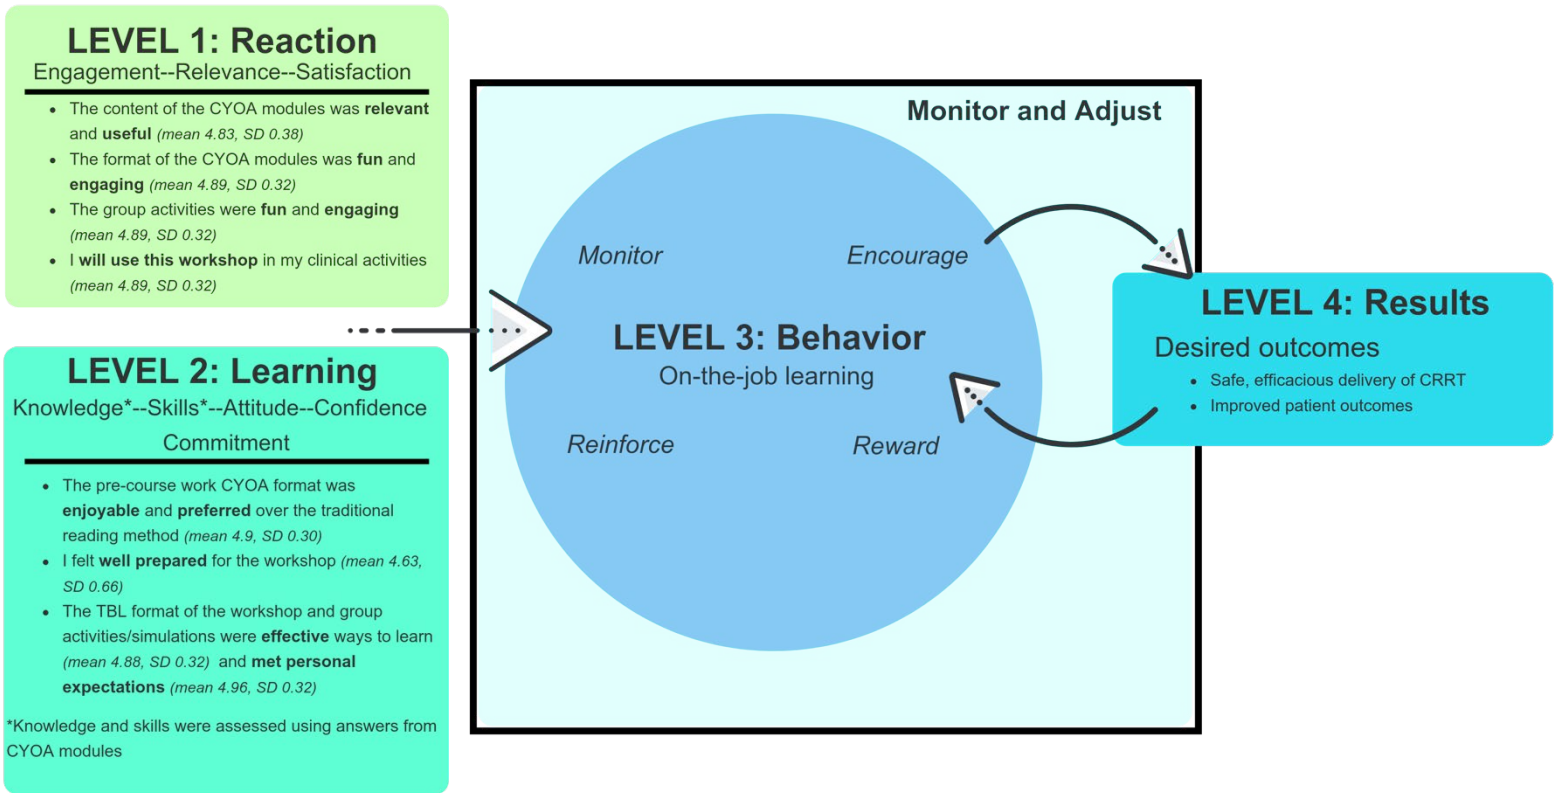 LEVEL 1: Reaction
Engagement--Relevance--Satisfaction
• The content of the CYOA modules was relevant
and useful (mean 4.83, SD 0.38)
• The format of the CYOA modules was fun and
engaging (mean 4.89, SD 0.32)
• The group activities were fun and engaging
(mean 4.89, SD 0.32)
• I will use this workshop in my clinical activities
(mean 4.89, SD 0.32)
LEVEL 2: Learning
Knowledge*--Skills*--Attitude--Confidence
Commitment
• The pre-course work CYOA format was
enjoyable and preferred over the traditional
reading method (mean 4.9, SD 0.30)
• I felt well prepared for the workshop (mean 4.63,
SD 0.66)
• The TBL format of the workshop and group
activities/simulations were effective ways to learn
(mean 4.88, SD 0.32) and met personal
expectations (mean 4.96, SD 0.32)
*Knowledge and skills were assessed using answers from
CYOA modules
Monitor and Adjust
Monitor
Encourage
LEVEL 3: Behavior
On-the-job learning
Reinforce
Reward
LEVEL 4: Results
Desired outcomes
• Safe, efficacious delivery of CRRT
• Improved patient outcomes